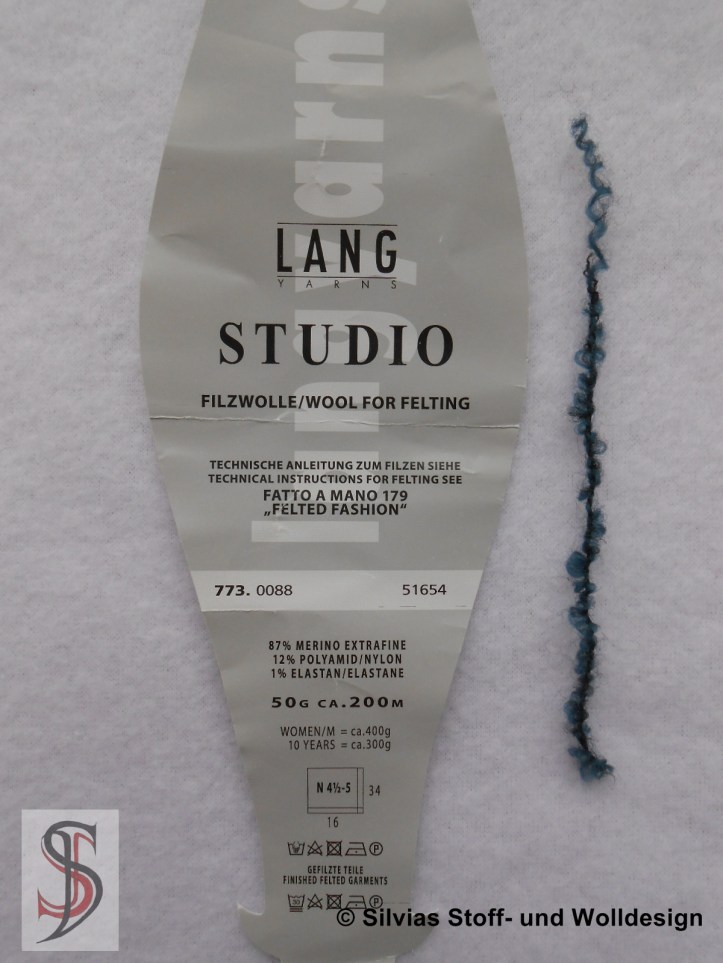 langyarns
LANG
YARNS
STUDIO
FILZWOLLE/WOOL FOR FELTING
TECHNISCHE ANLEITUNG ZUM FILZEN SIEHE
TECHNICAL INSTRUCTIONS FOR FELTING SEE
FATTO A MANO 179
„FELTED FASHION“
773. 0088 51654
87% MERINO EXTRAFINE
12% POLYAMID/NYLON
1% ELASTAN/ELASTANE
50G CA.200M
WOMEN/M = ca.400g
10 YEARS = ca.300g
N 4½-5 34
16
P
GEFILZTE TEILE
FINISHED FELTED GARMENTS
30 P
© Silvias Stoff- und Wolldesign